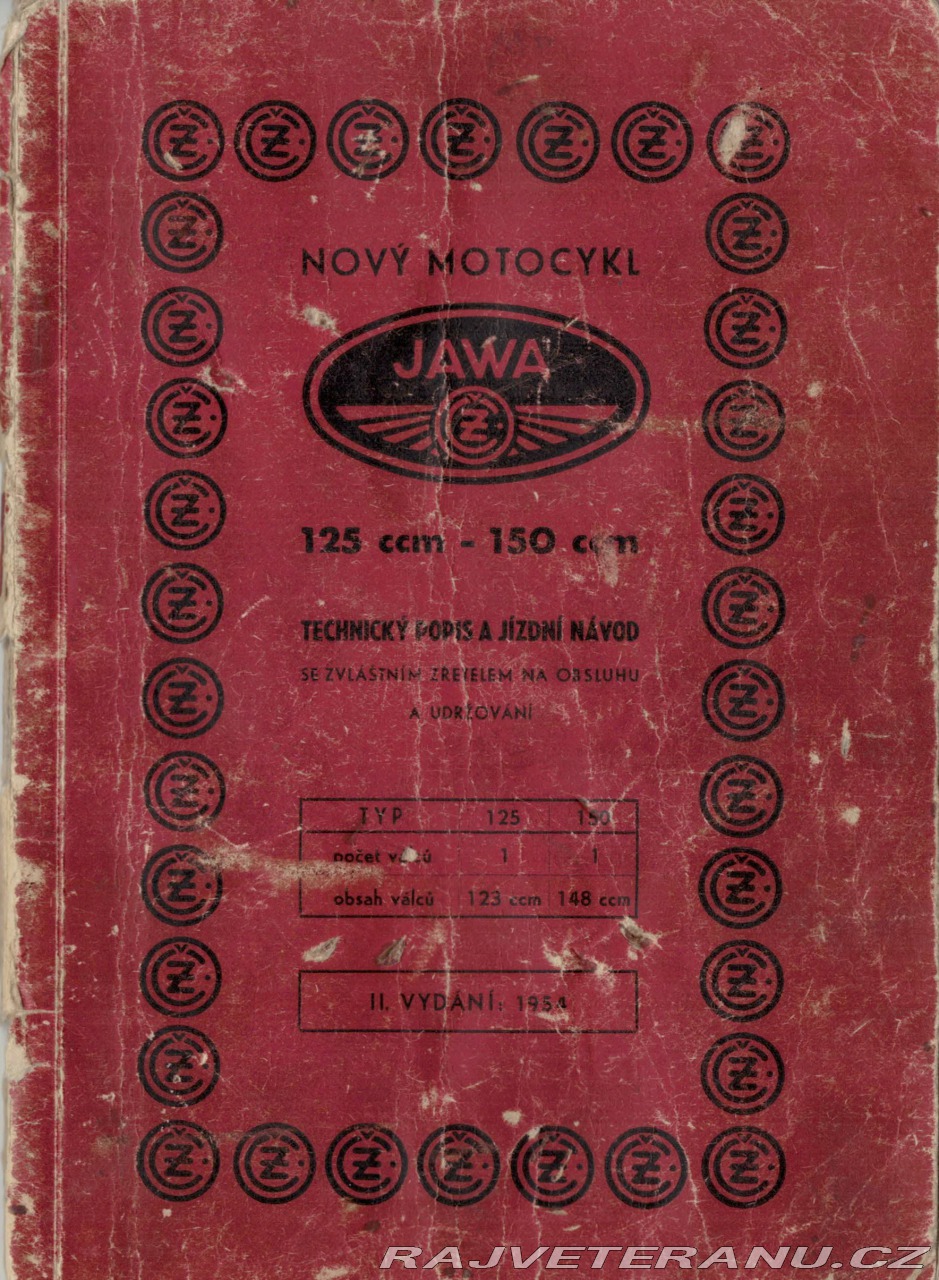 NOVÝ MOTOCYKL
JAWA
ČZ
125 ccm - 150 ccm
TECHNICKÝ POPIS A JÍZDNÍ NÁVOD
SE ZVLÁŠTNÍM ZŘETELEM NA OBSLUHU
A UDRŽOVÁNÍ
TYP 125 150
počet válců 1 1
obsah válců 123 ccm 148 ccm
II. VYDÁNÍ: 1954
RAJVETERANU.CZ